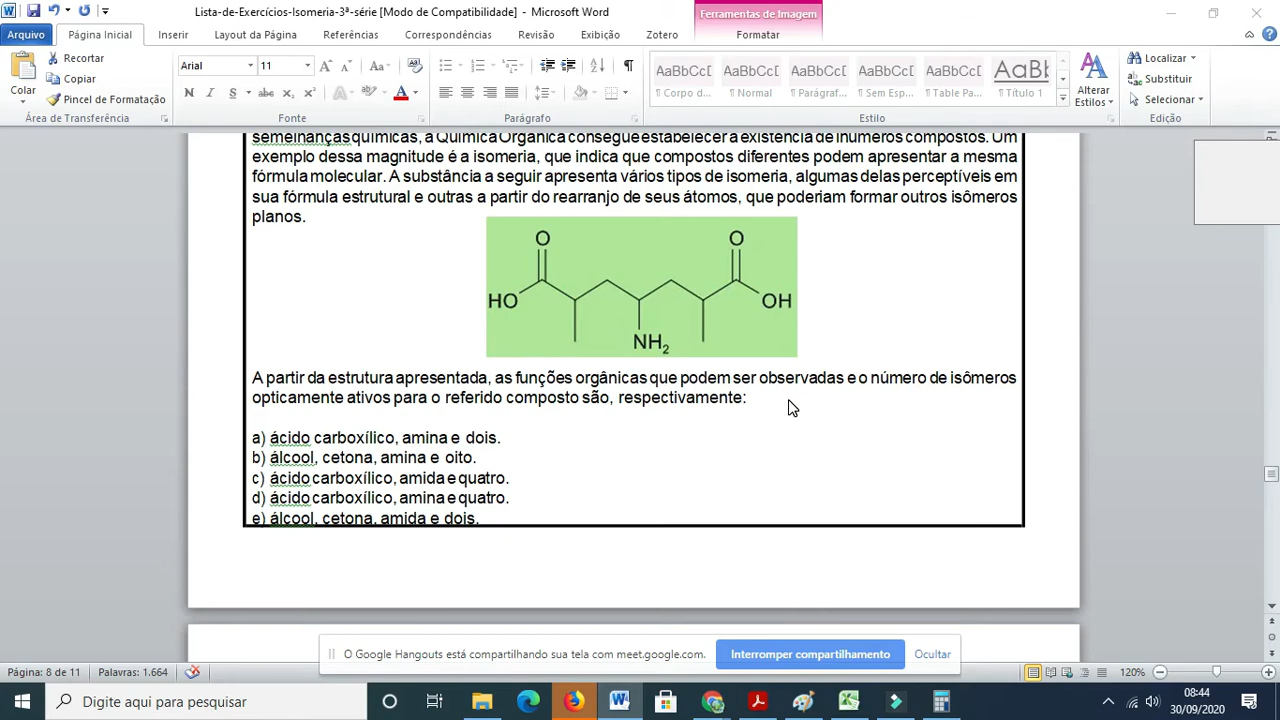 Lista-de-Exercícios-Isomeria-3ª-série [Modo de Compatibilidade] - Microsoft Word
Ferramentas de Imagem
Arquivo Página Inicial Inserir Layout da Página Referências Correspondências Revisão Exibição Zotero Formatar
Recortar
Copiar
Pincel de Formatação
Colar
Área de Transferência
Arial 11
Fonte
Parágrafo
AaBbCcD AaBbCcD AaBbCcD AaBbCcD AaBbCcD AaBb
¶ Corpo d... ¶ Normal ¶ Parágraf... ¶ Sem Esp... ¶ Table Pa... ¶ Título 1
Estilo
Alterar
Estilos
Localizar
Substituir
Selecionar
Edição
semelhanças químicas, a Química Orgânica consegue estabelecer a existência de inúmeros compostos. Um
exemplo dessa magnitude é a isomeria, que indica que compostos diferentes podem apresentar a mesma
fórmula molecular. A substância a seguir apresenta vários tipos de isomeria, algumas delas perceptíveis em
sua fórmula estrutural e outras a partir do rearranjo de seus átomos, que poderiam formar outros isômeros
planos.
O O
HO OH
NH2
A partir da estrutura apresentada, as funções orgânicas que podem ser observadas e o número de isômeros
opticamente ativos para o referido composto são, respectivamente:
a) ácido carboxílico, amina e dois.
b) álcool, cetona, amina e oito.
c) ácido carboxílico, amida e quatro.
d) ácido carboxílico, amina e quatro.
e) álcool, cetona, amida e dois.
O Google Hangouts está compartilhando sua tela com meet.google.com.
Interromper compartilhamento
Ocultar
Página: 8 de 11 Palavras: 1.664 120%
Digite aqui para pesquisar
08:44
30/09/2020